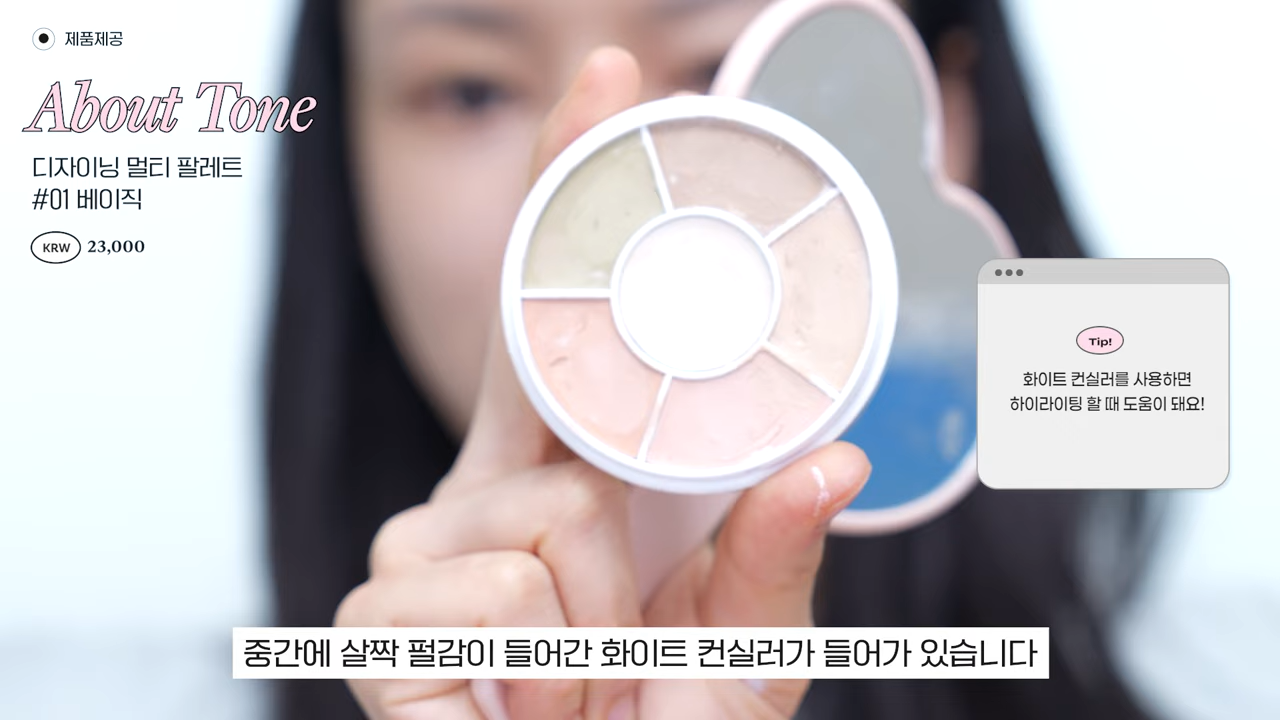 제품제공
About Tone
디자이닝 멀티 팔레트
#01 베이직
KRW 23,000
Tip!
화이트 컨실러를 사용하면
하이라이팅 할 때 도움이 돼요!
중간에 살짝 펄감이 들어간 화이트 컨실러가 들어가 있습니다